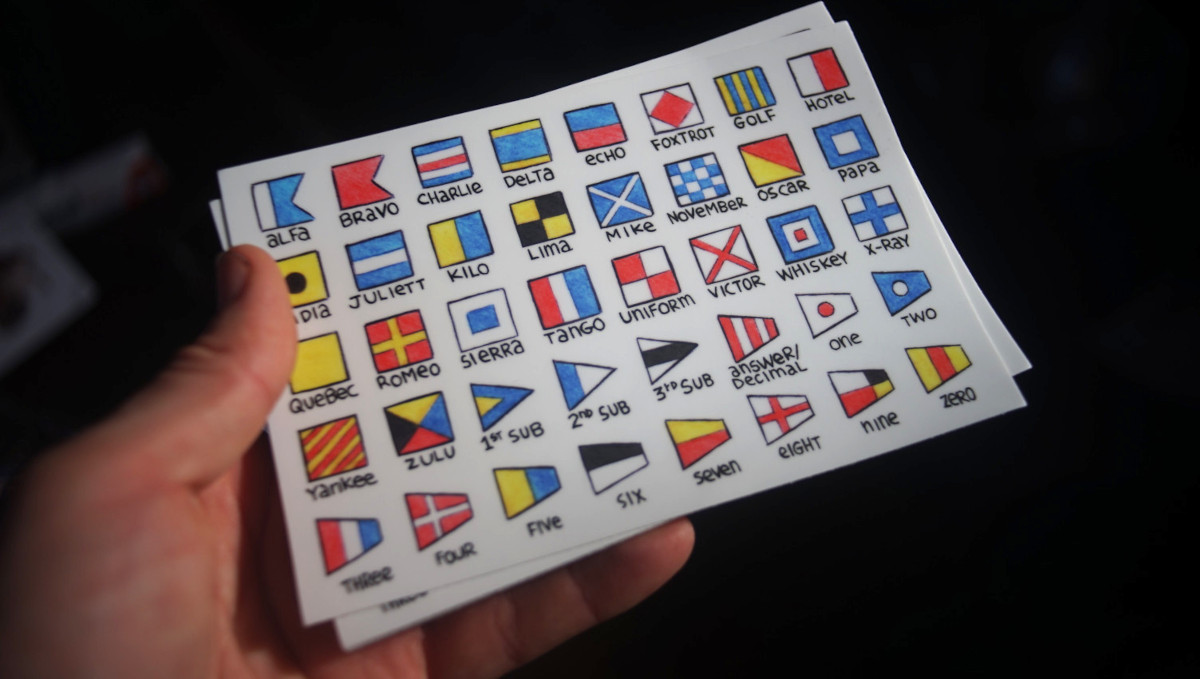 aLFa
BRaVO
CHaRLie
DeLTa
eCHO
FOXTROT
GOLF
HOTeL
Dia
JULIeTT
KILO
LIMa
MIKe
NOVeMBeR
OSCaR
PaPa
QUeBeC
ROMeO
SIeRRa
TaNGO
UNIFORM
VICTOR
WHISKeY
X-RaY
YaNKee
ZULU
1ST SUB
2ND SUB
3RD SUB
aNSWeR/
DeCIMaL
ONe
TWO
THRee
FOUR
FIVe
SIX
SeVeN
eIGHT
NINe
ZeRO